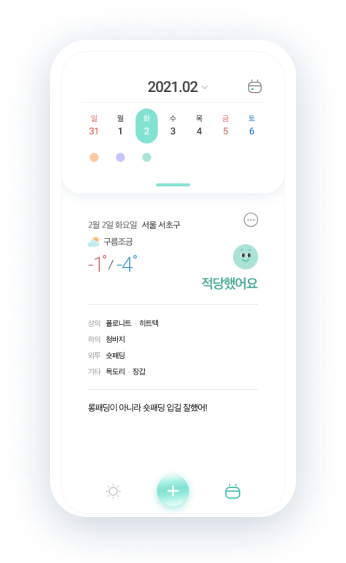 2021.02
일 월 화 수 목 금 토
31 1 2 3 4 5 6
2월 2일 화요일 서울 서초구
구름조금
-1°/-4°
적당했어요
상의 폴로니트 · 히트텍
하의 청바지
외투 숏패딩
기타 목도리 · 장갑
롱패딩이 아니라 숏패딩 입길 잘했어!